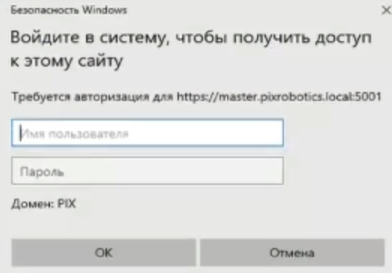 Безопасность Windows
Войдите в систему, чтобы получить доступ
к этому сайту
Требуется авторизация для https://master.pixrobotics.local:5001
Имя пользователя
Пароль
Домен: PIX
ОК
Отмена